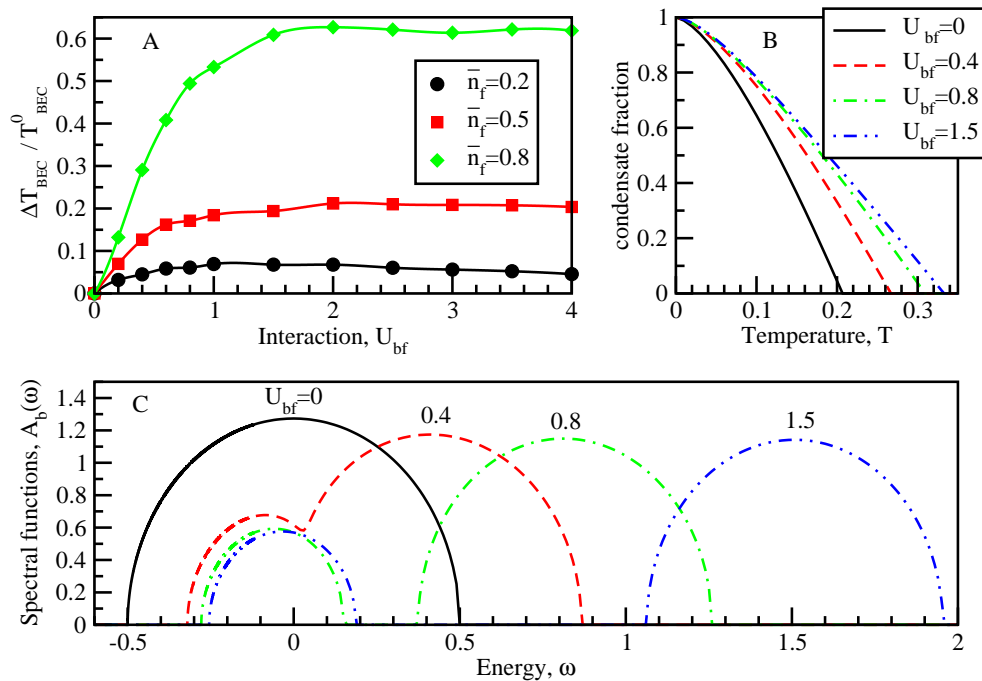 A
ΔT_BEC / T^0_BEC
0.6
0.5
0.4
0.3
0.2
0.1
0
0 1 2 3 4
Interaction, U_bf
n̄_f=0.2
n̄_f=0.5
n̄_f=0.8
B
condensate fraction
1
0.8
0.6
0.4
0.2
0
0 0.1 0.2 0.3
Temperature, T
U_bf=0
U_bf=0.4
U_bf=0.8
U_bf=1.5
C
Spectral functions, A_b(ω)
1.4
1.2
1.0
0.8
0.6
0.4
0.2
0
U_bf=0
0.4
0.8
1.5
-0.5 0 0.5 1 1.5 2
Energy, ω